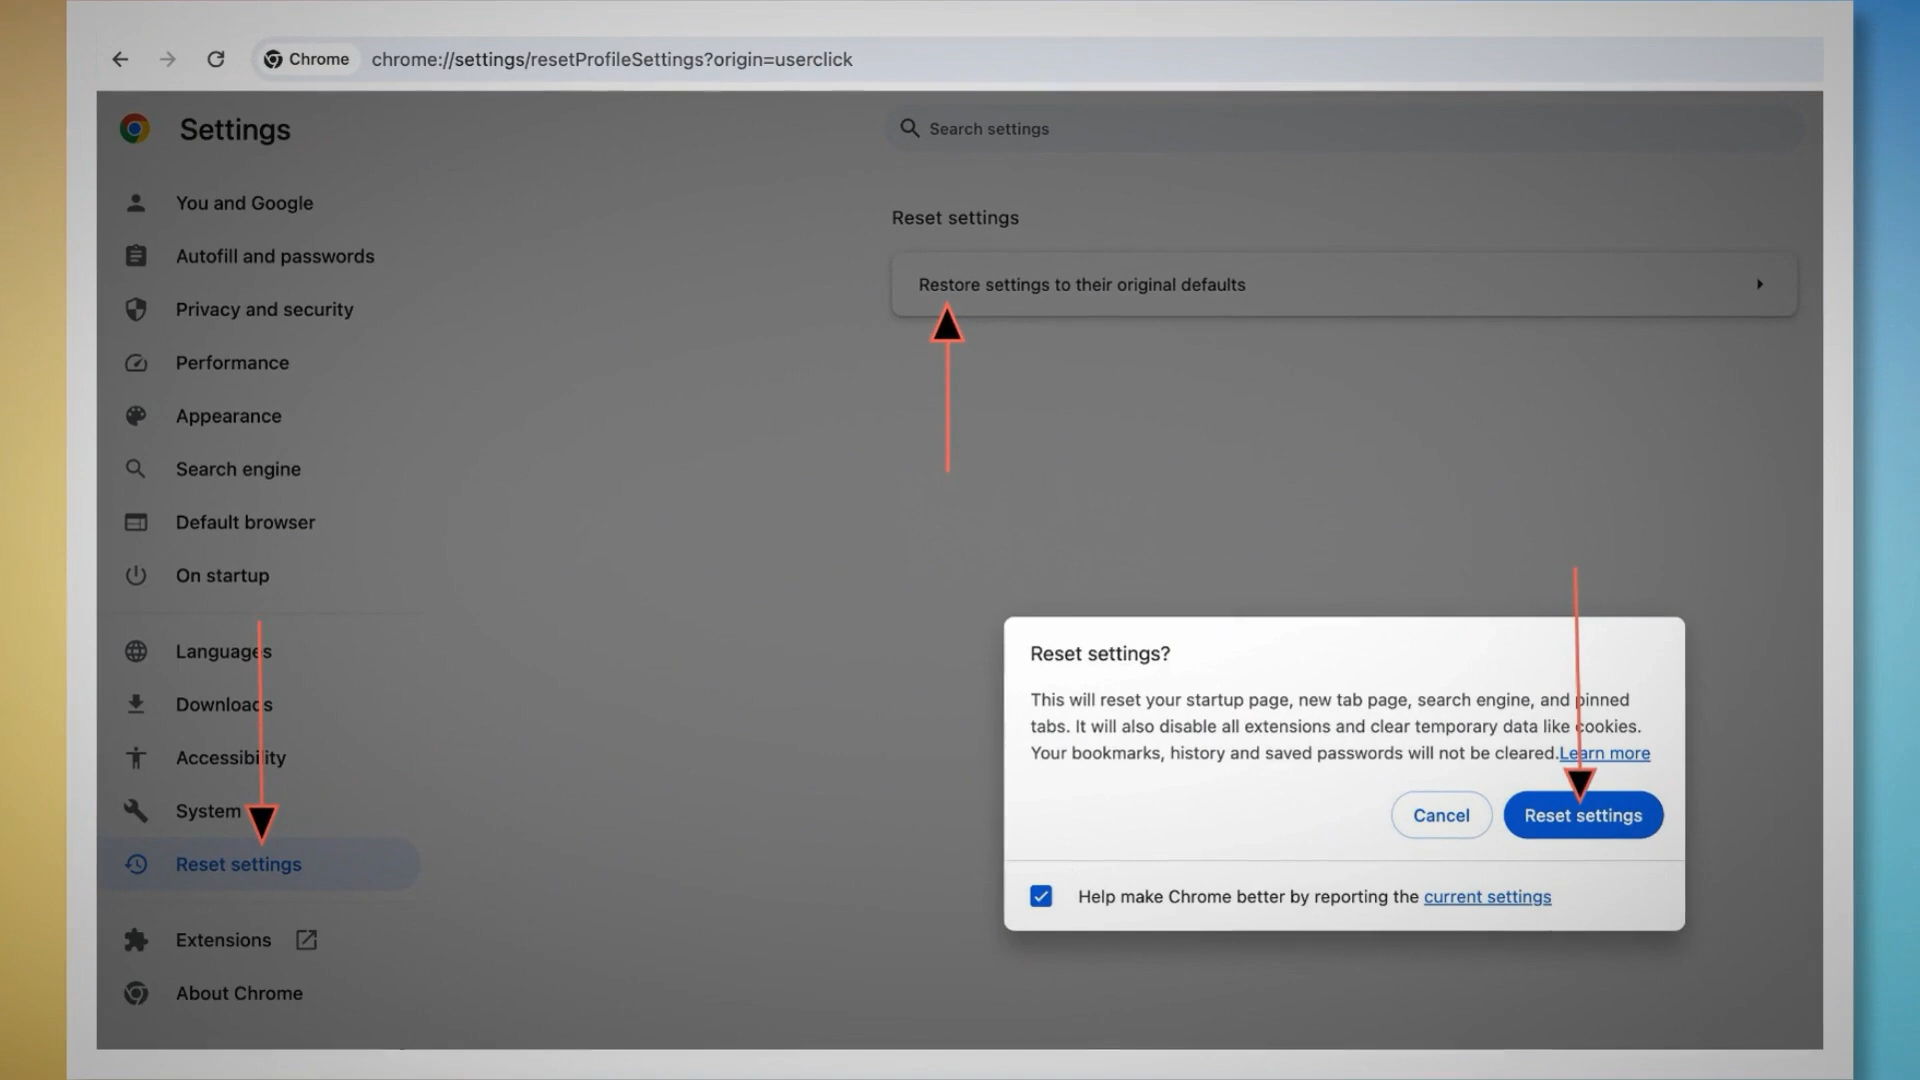 Chrome
chrome://settings/resetProfileSettings?origin=userclick
Settings
Search settings
You and Google
Autofill and passwords
Privacy and security
Performance
Appearance
Search engine
Default browser
On startup
Languages
Downloads
Accessibility
System
Reset settings
Extensions
About Chrome
Reset settings
Restore settings to their original defaults
Reset settings?
This will reset your startup page, new tab page, search engine, and pinned
tabs. It will also disable all extensions and clear temporary data like cookies.
Your bookmarks, history and saved passwords will not be cleared.Learn more
Cancel
Reset settings
Help make Chrome better by reporting the current settings